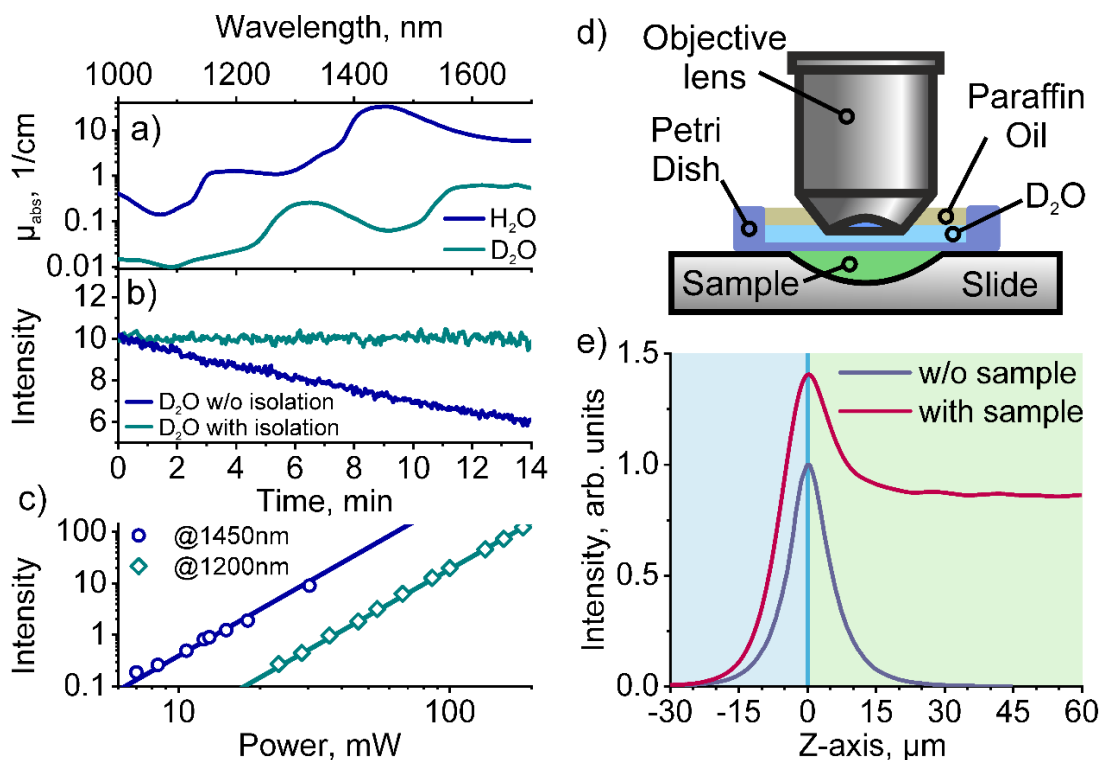 Wavelength, nm
1000 1200 1400 1600
a)
10
1
0.1
0.01
μabs, 1/cm
H₂O
D₂O
b)
12
10
8
6
Intensity
D₂O w/o isolation
D₂O with isolation
0 2 4 6 8 10 12 14
Time, min
c)
100
10
1
0.1
Intensity
@1450nm
@1200nm
10 100
Power, mW
d)
Objective
lens
Paraffin
Oil
Petri
Dish
D₂O
Sample
Slide
e)
1.5
1.0
0.5
0.0
Intensity, arb. units
w/o sample
with sample
-30 -15 0 15 30 45 60
Z-axis, μm